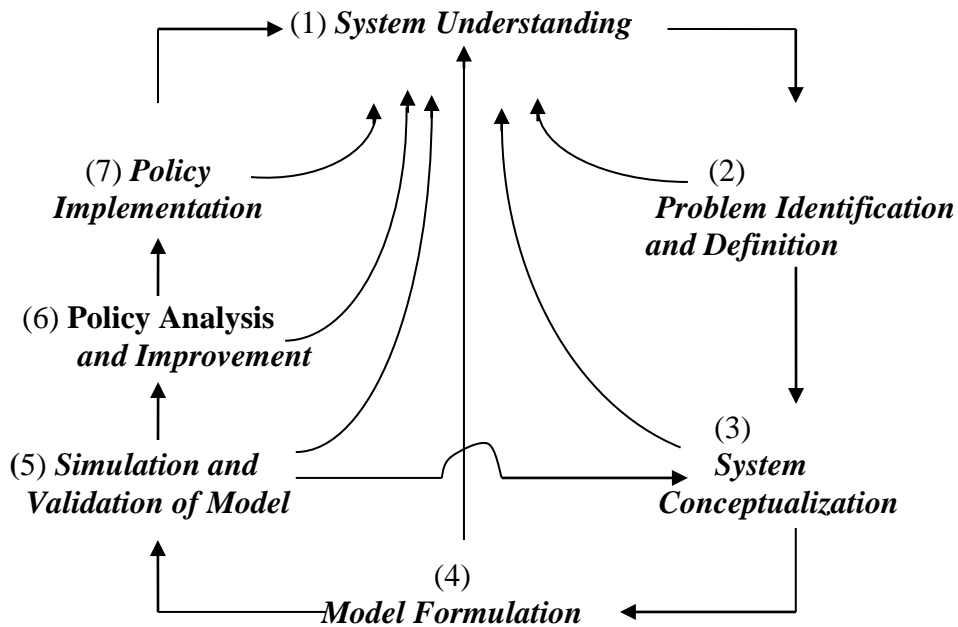 (1) System Understanding
(7) Policy
Implementation
(2)
Problem Identification
and Definition
(6) Policy Analysis
and Improvement
(3)
System
Conceptualization
(5) Simulation and
Validation of Model
(4)
Model Formulation